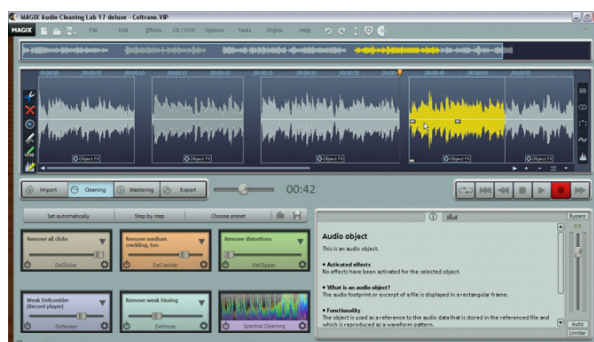 MAGIX Audio Cleaning Lab 17 deluxe - Coltrane.VIP
MAGIX File Edit Effects CD / DVD Options Tasks Online Help
Object FX Object FX Object FX Object FX Object FX
Import Cleaning Mastering Export 00:42
Set automatically Step by step Choose preset
Bypass
Remove all clicks
DeClicker
Remove medium
crackling, too
DeCrackler
Remove distortions
DeClipper
Weak DeRumbler
(Record player)
DeNoiser
Remove weak hissing
DeHisser
Spectral Cleaning
Audio object
This is an audio object.
• Activated effects
No effects have been activated for the selected object.
• What is an audio object?
The audio footprint or excerpt of a file is displayed in a rectangular frame.
• Functionality
The object is used as a reference to the audio data that is stored in the referenced file and
which is reproduced as a waveform pattern.
Auto
Limiter